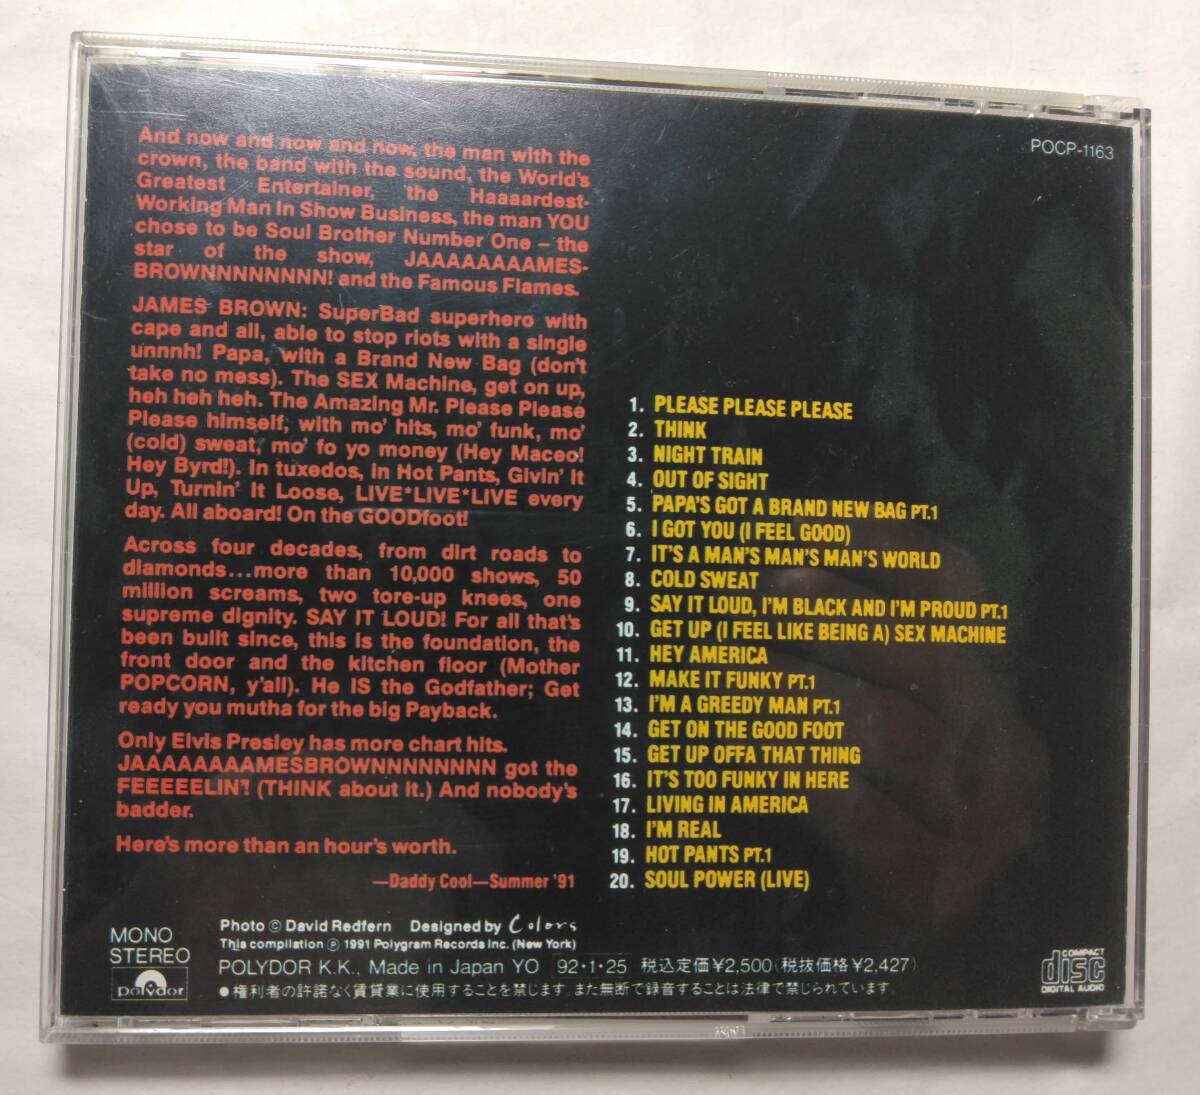 And now and now and now, the man with the
crown, the band with the sound, the World's
Greatest Entertainer, the Haaaardest-
Working Man In Show Business, the man YOU
chose to be Soul Brother Number One – the
star of the show, JAAAAAAAAMES-
BROWNNNNNNNN! and the Famous Flames.
JAMES BROWN: SuperBad superhero with
cape and all, able to stop riots with a single
unnnh! Papa, with a Brand New Bag (don't
take no mess). The SEX Machine, get on up,
heh heh heh. The Amazing Mr. Please Please
Please himself, with mo' hits, mo' funk, mo'
(cold) sweat, mo' fo yo money (Hey Maceo!
Hey Byrd!). In tuxedos, in Hot Pants, Givin' It
Up, Turnin' It Loose, LIVE*LIVE*LIVE every
day. All aboard! On the GOODfoot!
Across four decades, from dirt roads to
diamonds...more than 10,000 shows, 50
million screams, two tore-up knees, one
supreme dignity. SAY IT LOUD! For all that's
been built since, this is the foundation, the
front door and the kitchen floor (Mother
POPCORN, y'all). He IS the Godfather; Get
ready you mutha for the big Payback.
Only Elvis Presley has more chart hits.
JAAAAAAAAMESBROWNNNNNNNN got the
FEEEEELIN'! (THINK about it.) And nobody's
badder.
Here's more than an hour's worth.
—Daddy Cool—Summer '91
POCP-1163
1. PLEASE PLEASE PLEASE
2. THINK
3. NIGHT TRAIN
4. OUT OF SIGHT
5. PAPA'S GOT A BRAND NEW BAG PT.1
6. I GOT YOU (I FEEL GOOD)
7. IT'S A MAN'S MAN'S MAN'S WORLD
8. COLD SWEAT
9. SAY IT LOUD, I'M BLACK AND I'M PROUD PT.1
10. GET UP (I FEEL LIKE BEING A) SEX MACHINE
11. HEY AMERICA
12. MAKE IT FUNKY PT.1
13. I'M A GREEDY MAN PT.1
14. GET ON THE GOOD FOOT
15. GET UP OFFA THAT THING
16. IT'S TOO FUNKY IN HERE
17. LIVING IN AMERICA
18. I'M REAL
19. HOT PANTS PT.1
20. SOUL POWER (LIVE)
MONO
STEREO
polydor
Photo © David Redfern Designed by Colors
This compilation ℗ 1991 Polygram Records Inc. (New York)
POLYDOR K.K., Made in Japan YO 92・1・25 税込定価¥2,500(税抜価格¥2,427)
●権利者の許諾なく賃貸業に使用することを禁じます。また無断で録音することは法律で禁じられています。
COMPACT
disc
DIGITAL AUDIO